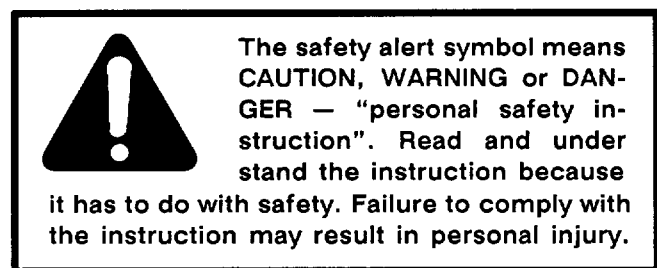 The safety alert symbol means
CAUTION, WARNING or DAN-
GER — “personal safety in-
struction”. Read and under
stand the instruction because
it has to do with safety. Failure to comply with
the instruction may result in personal injury.